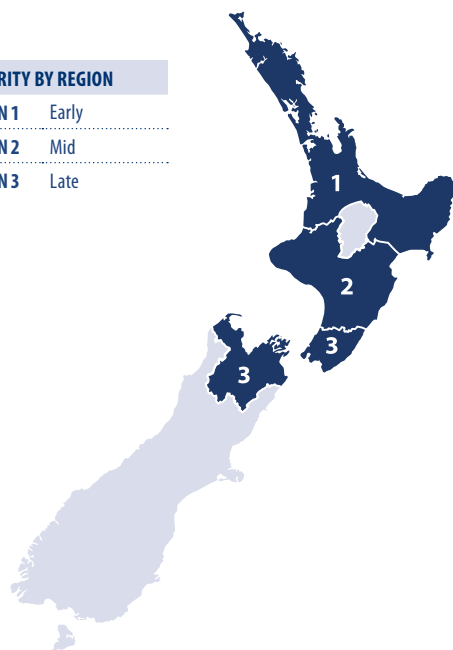 RITY BY REGION
N 1 Early
N 2 Mid
N 3 Late
1
2
3
3